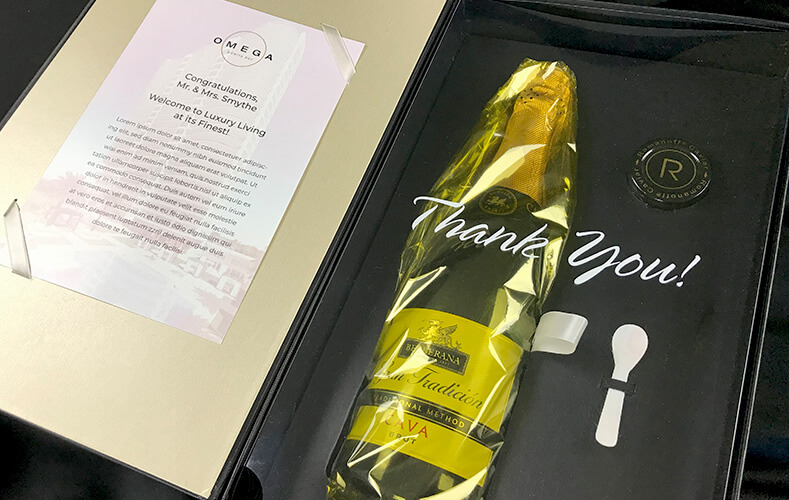 OMEGA
Congratulations,
Mr. & Mrs. Smythe
Welcome to Luxury Living
at its Finest!
Lorem ipsum dolor sit amet, consectetuer adipisc-
ing elit, sed diam nonummy nibh euismod tincidunt
ut laoreet dolore magna aliquam erat volutpat. Ut
wisi enim ad minim veniam, quis nostrud exerci
tation ullamcorper suscipit lobortis nisl ut aliquip ex
ea commodo consequat. Duis autem vel eum iriure
dolor in hendrerit in vulputate velit esse molestie
consequat, vel illum dolore eu feugiat nulla facilisis
at vero eros et accumsan et iusto odio dignissim qui
blandit praesent luptatum zzril delenit augue duis
dolore te feugait nulla facilisi.
Thank You!
R
Romanoff Caviar
BEHERANA
Gran Tradición
TRADITIONAL METHOD
CAVA
BRUT